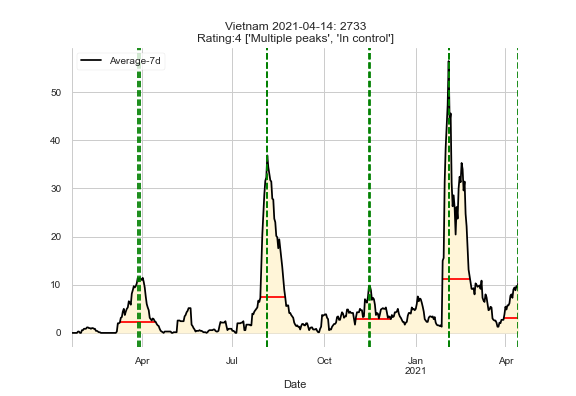 Vietnam 2021-04-14: 2733
Rating:4 ['Multiple peaks', 'In control']
Average-7d
50
40
30
20
10
0
Apr
Jul
Oct
Jan
2021
Apr
Date